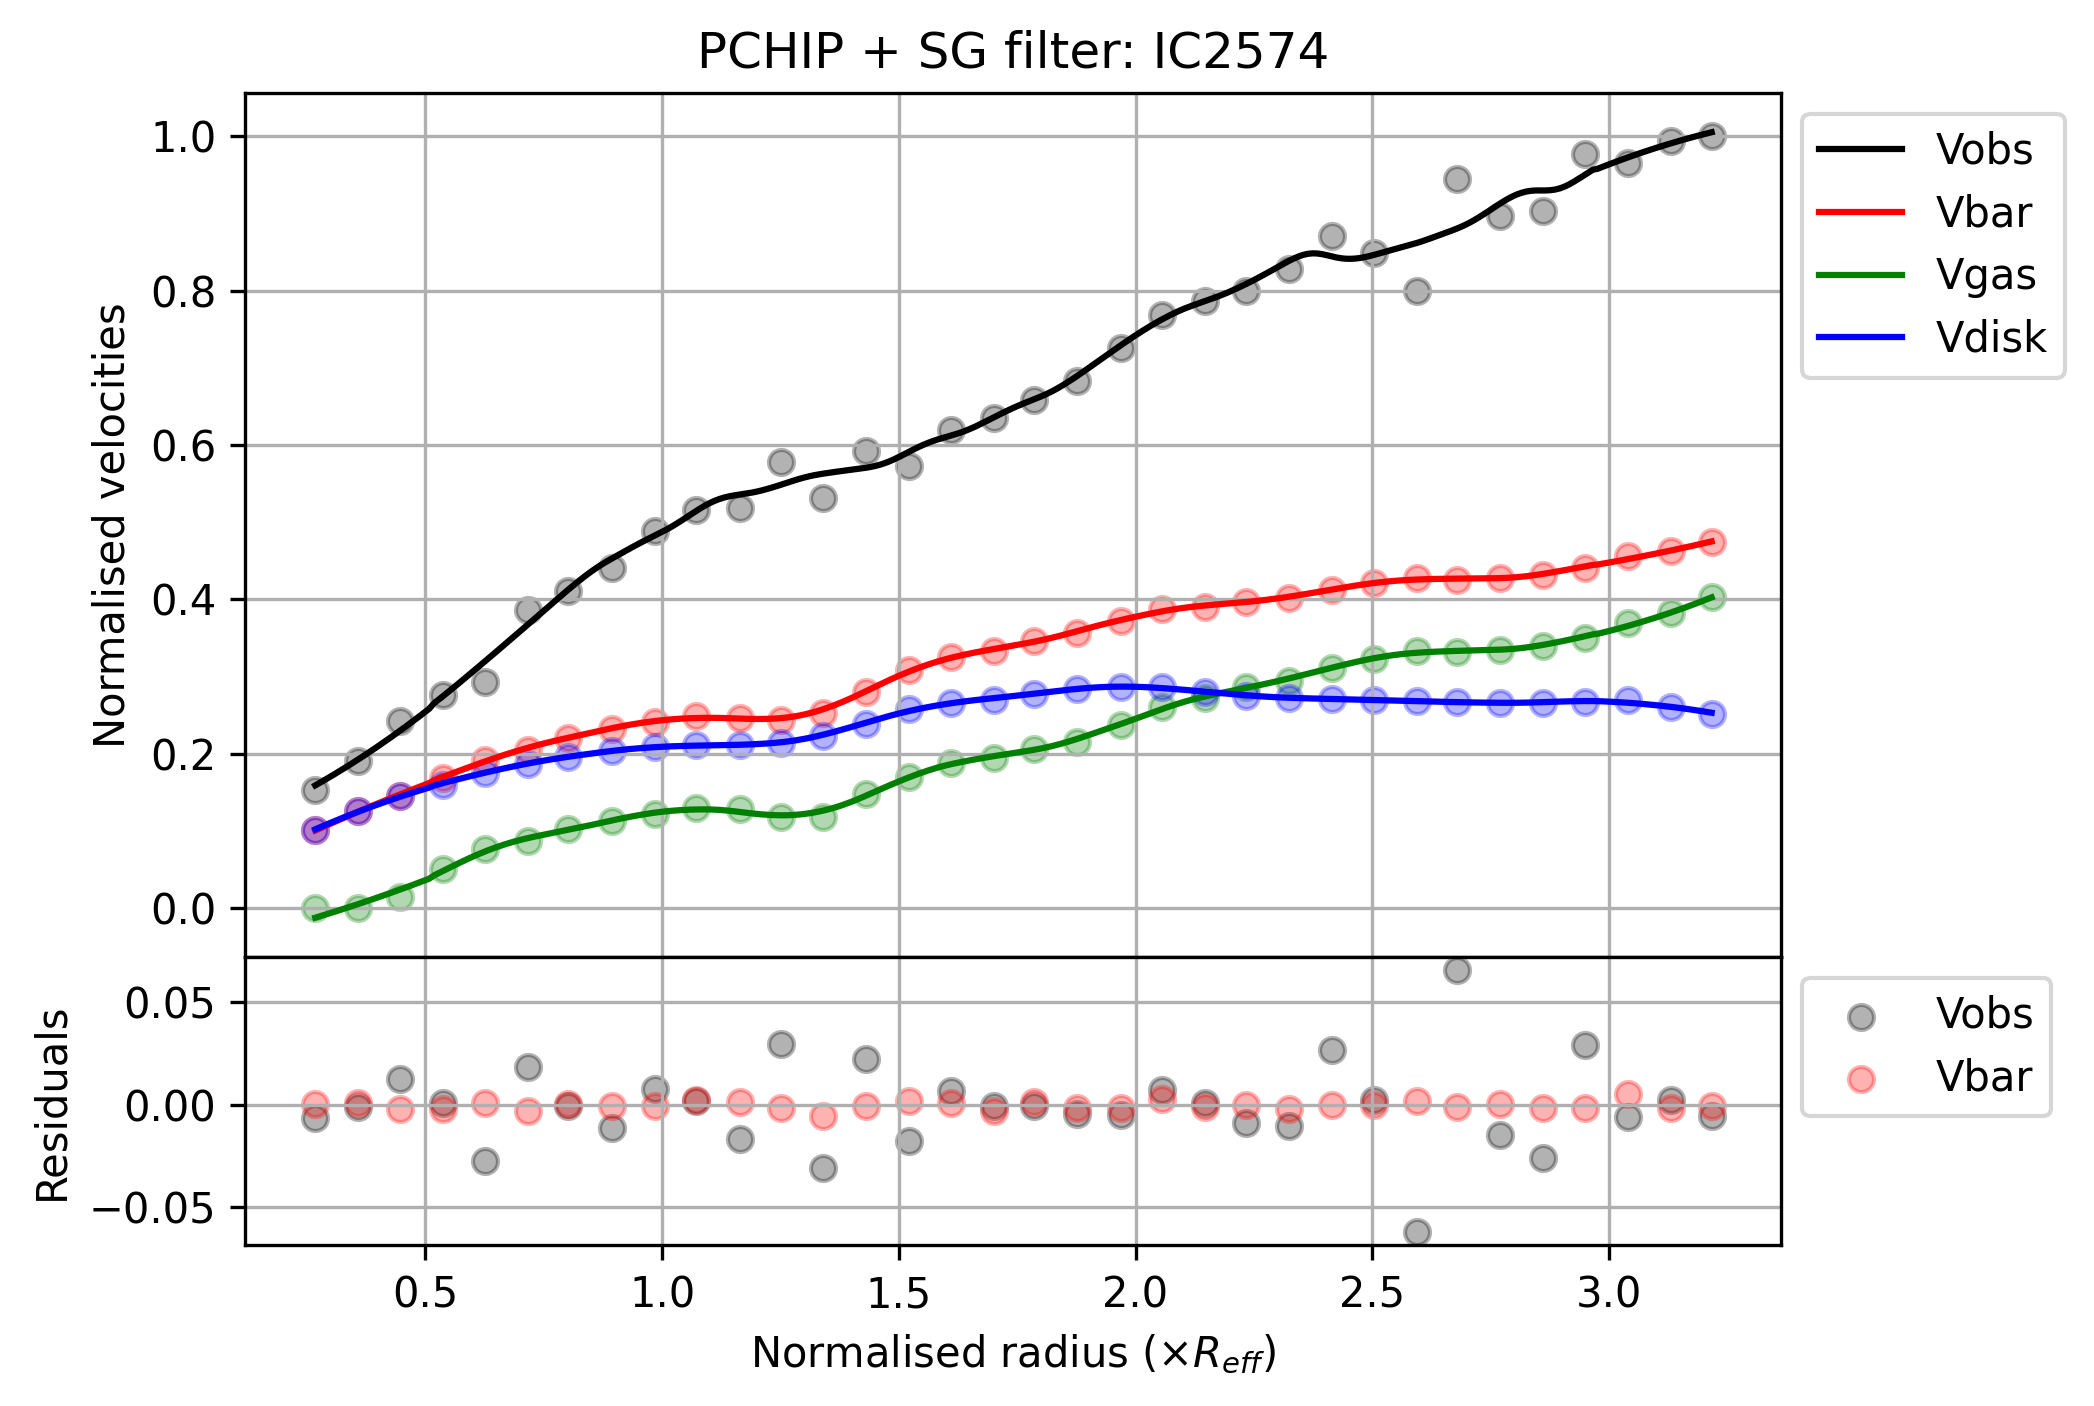 PCHIP + SG filter: IC2574
Normalised velocities
1.0
0.8
0.6
0.4
0.2
0.0
Vobs
Vbar
Vgas
Vdisk
Residuals
0.05
0.00
−0.05
Vobs
Vbar
0.5 1.0 1.5 2.0 2.5 3.0
Normalised radius (×R_eff)